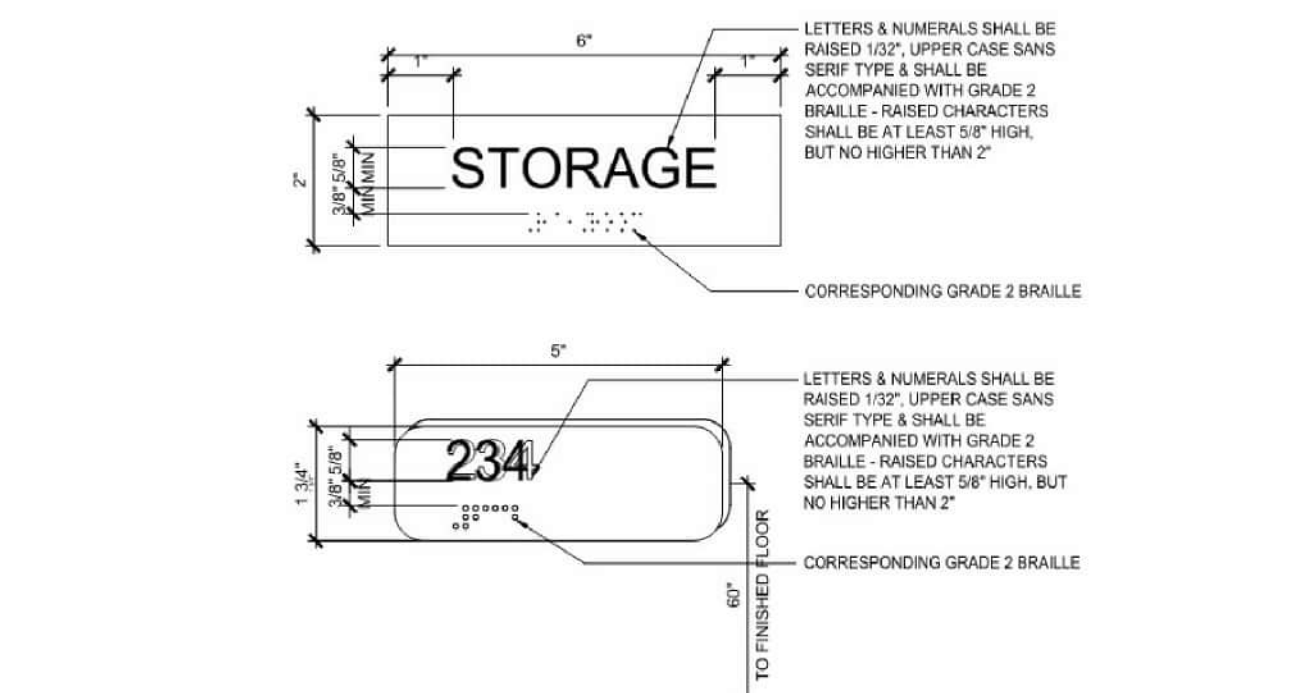 6"
1"
1"
LETTERS & NUMERALS SHALL BE
RAISED 1/32", UPPER CASE SANS
SERIF TYPE & SHALL BE
ACCOMPANIED WITH GRADE 2
BRAILLE - RAISED CHARACTERS
SHALL BE AT LEAST 5/8" HIGH,
BUT NO HIGHER THAN 2"
2"
3/8" 5/8"
MIN MIN
STORAGE
CORRESPONDING GRADE 2 BRAILLE
5"
LETTERS & NUMERALS SHALL BE
RAISED 1/32", UPPER CASE SANS
SERIF TYPE & SHALL BE
ACCOMPANIED WITH GRADE 2
BRAILLE - RAISED CHARACTERS
SHALL BE AT LEAST 5/8" HIGH, BUT
NO HIGHER THAN 2"
1 3/4"
3/8" 5/8"
MIN
234
CORRESPONDING GRADE 2 BRAILLE
60"
TO FINISHED FLOOR